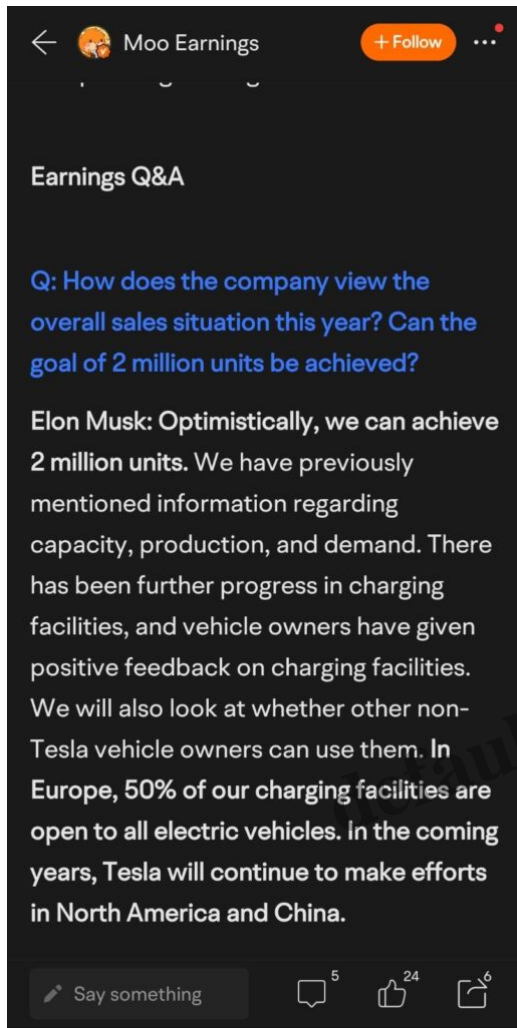 Moo Earnings
+ Follow
Earnings Q&A
Q: How does the company view the
overall sales situation this year? Can the
goal of 2 million units be achieved?
Elon Musk: Optimistically, we can achieve
2 million units. We have previously
mentioned information regarding
capacity, production, and demand. There
has been further progress in charging
facilities, and vehicle owners have given
positive feedback on charging facilities.
We will also look at whether other non-
Tesla vehicle owners can use them. In
Europe, 50% of our charging facilities are
open to all electric vehicles. In the coming
years, Tesla will continue to make efforts
in North America and China.
default
Say something
5
24
6